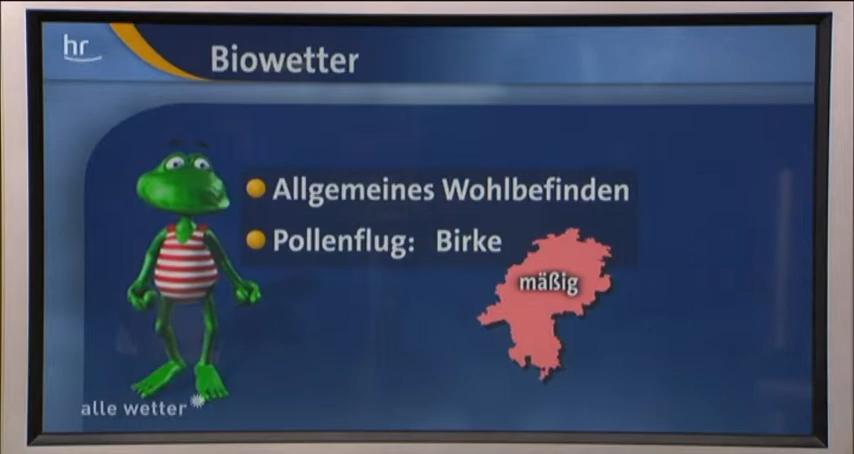 hr
Biowetter
Allgemeines Wohlbefinden
Pollenflug: Birke
mäßig
alle wetter